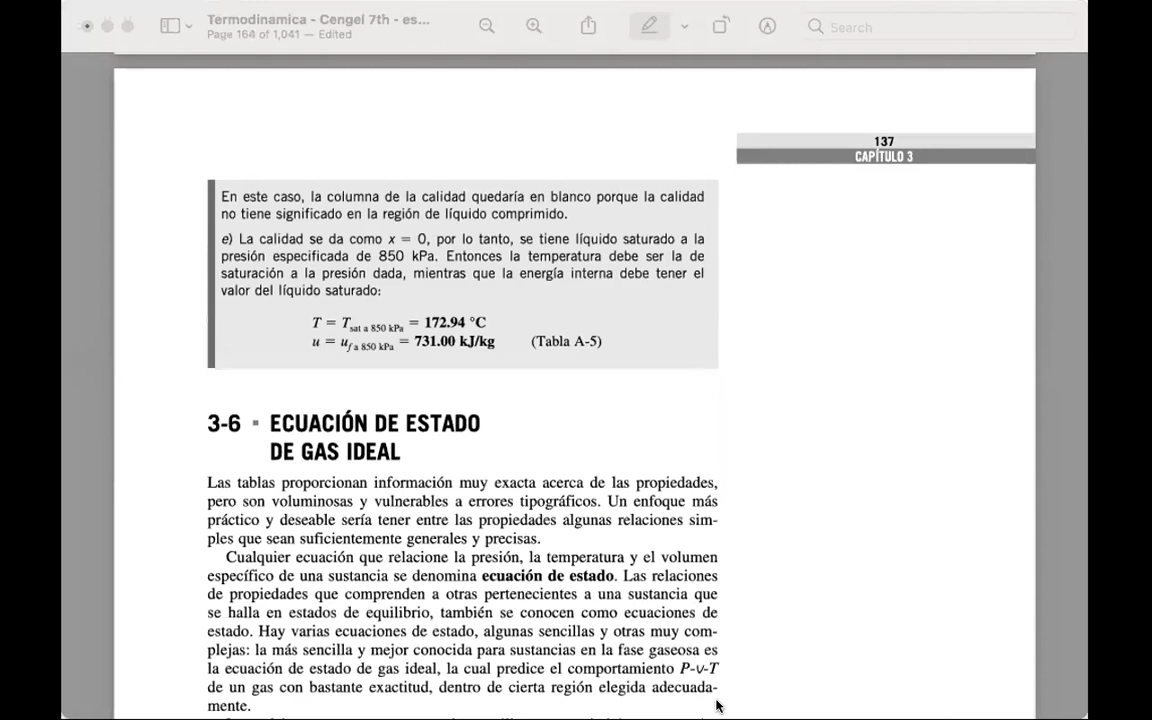 Termodinamica - Cengel 7th - es...
Page 164 of 1,041 — Edited
Search
137
CAPÍTULO 3
En este caso, la columna de la calidad quedaría en blanco porque la calidad
no tiene significado en la región de líquido comprimido.
e) La calidad se da como x = 0, por lo tanto, se tiene líquido saturado a la
presión especificada de 850 kPa. Entonces la temperatura debe ser la de
saturación a la presión dada, mientras que la energía interna debe tener el
valor del líquido saturado:
T = Tsat a 850 kPa = 172.94 °C
u = uf a 850 kPa = 731.00 kJ/kg (Tabla A-5)
3-6 ▪ ECUACIÓN DE ESTADO
DE GAS IDEAL
Las tablas proporcionan información muy exacta acerca de las propiedades,
pero son voluminosas y vulnerables a errores tipográficos. Un enfoque más
práctico y deseable sería tener entre las propiedades algunas relaciones sim-
ples que sean suficientemente generales y precisas.
Cualquier ecuación que relacione la presión, la temperatura y el volumen
específico de una sustancia se denomina ecuación de estado. Las relaciones
de propiedades que comprenden a otras pertenecientes a una sustancia que
se halla en estados de equilibrio, también se conocen como ecuaciones de
estado. Hay varias ecuaciones de estado, algunas sencillas y otras muy com-
plejas: la más sencilla y mejor conocida para sustancias en la fase gaseosa es
la ecuación de estado de gas ideal, la cual predice el comportamiento P-v-T
de un gas con bastante exactitud, dentro de cierta región elegida adecuada-
mente.